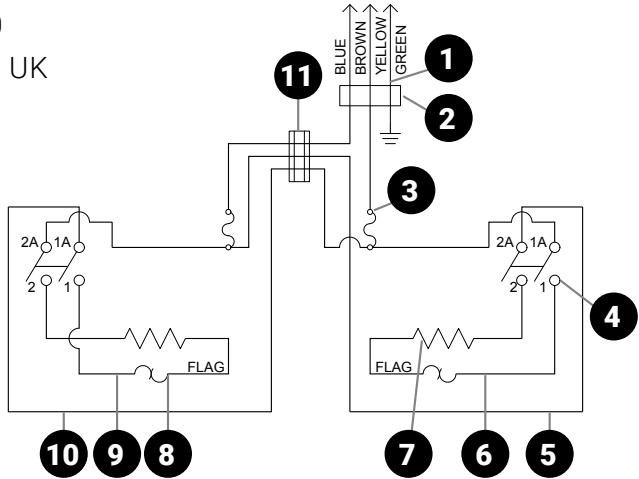 UK
BLUE
BROWN
YELLOW
GREEN
1
11
2
3
2A 1A
2 1
2A 1A
2 1
4
FLAG
FLAG
10
9
8
7
6
5